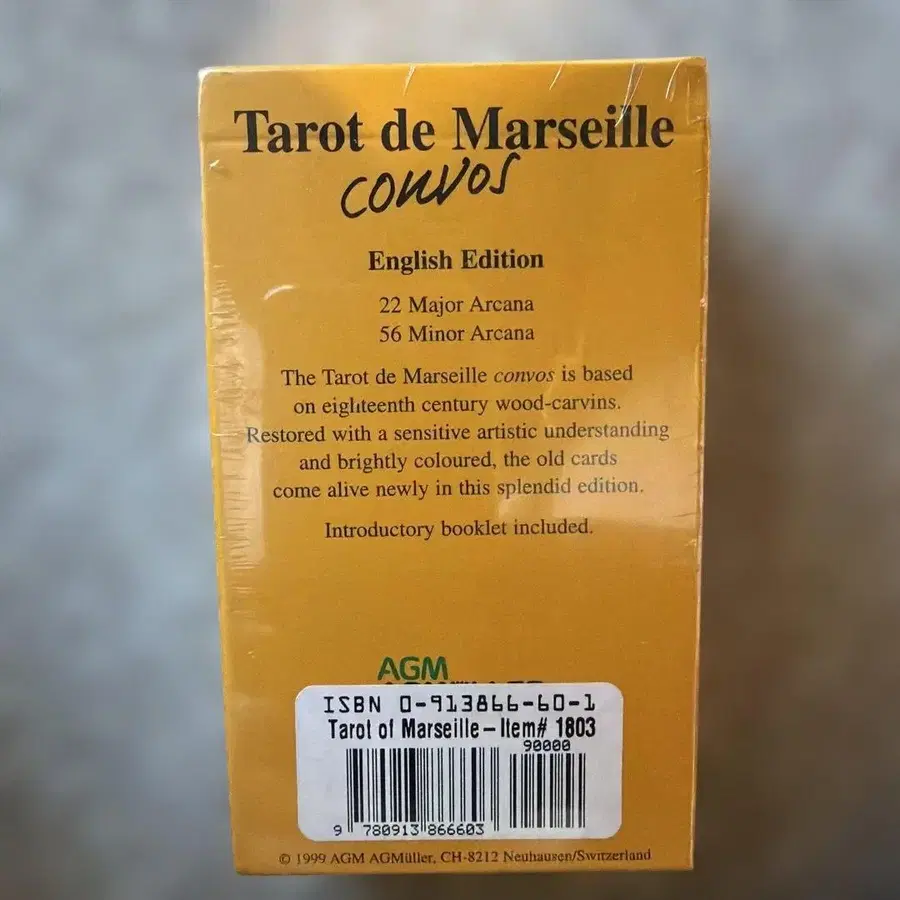 Tarot de Marseille
convos
English Edition
22 Major Arcana
56 Minor Arcana
The Tarot de Marseille convos is based
on eighteenth century wood-carvins.
Restored with a sensitive artistic understanding
and brightly coloured, the old cards
come alive newly in this splendid edition.
Introductory booklet included.
AGM
ISBN 0-913866-60-1
Tarot of Marseille – Item# 1803
90000
9 780913 866603
© 1999 AGM AGMüller, CH-8212 Neuhausen/Switzerland